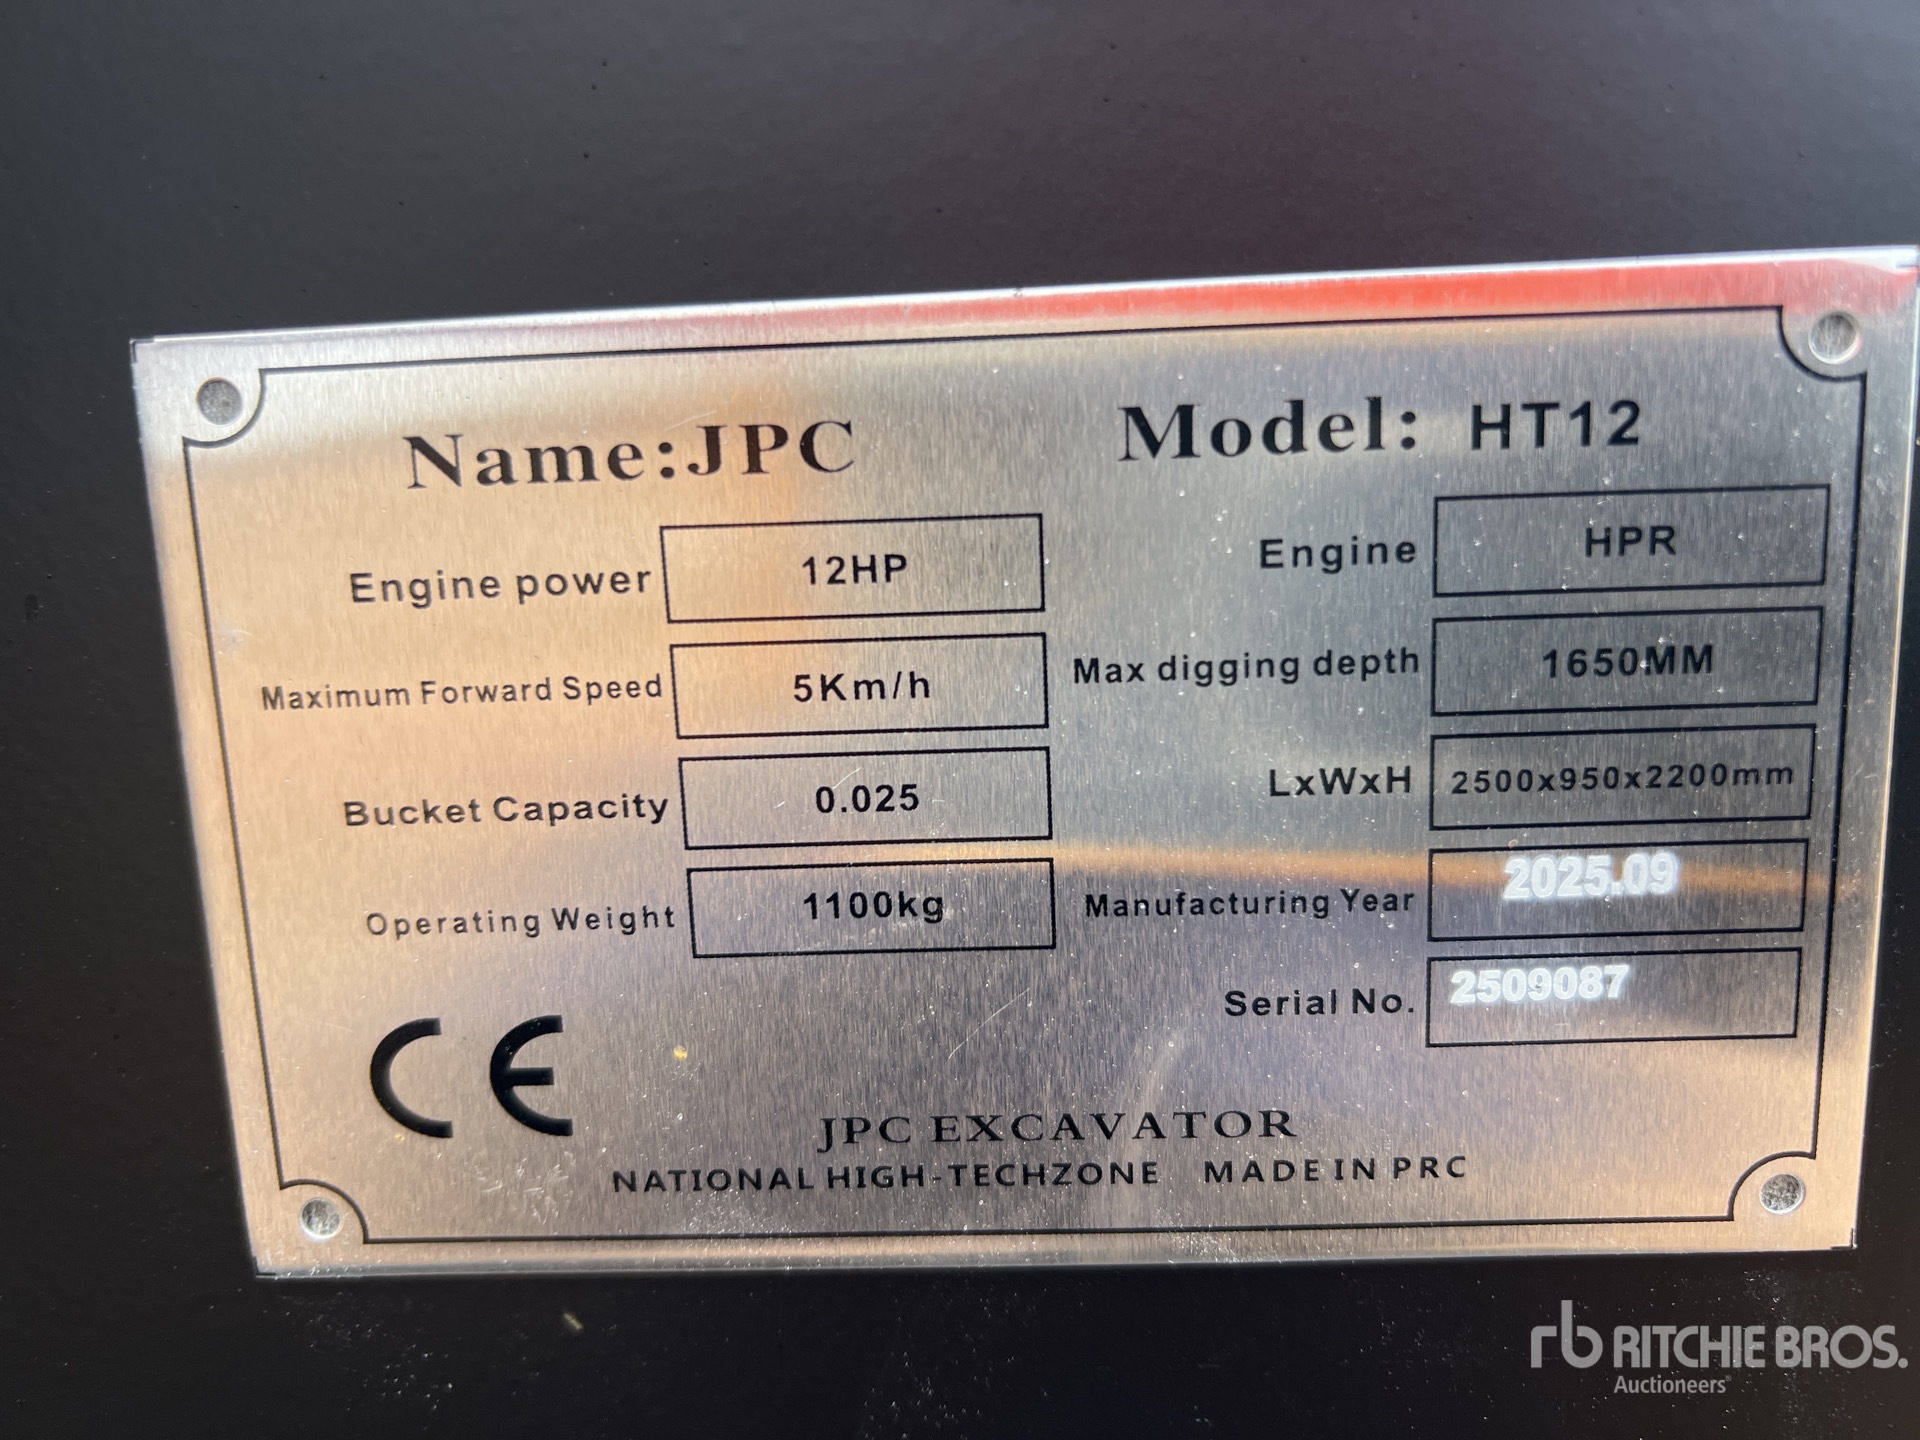 Name:JPC Model: HT12
Engine power 12HP Engine HPR
Maximum Forward Speed 5Km/h Max digging depth 1650MM
Bucket Capacity 0.025 LxWxH 2500x950x2200mm
Operating Weight 1100kg Manufacturing Year 2025.09
Serial No. 2509087
CE
JPC EXCAVATOR
NATIONAL HIGH-TECHZONE MADE IN PRC
rb RITCHIE BROS.
Auctioneers